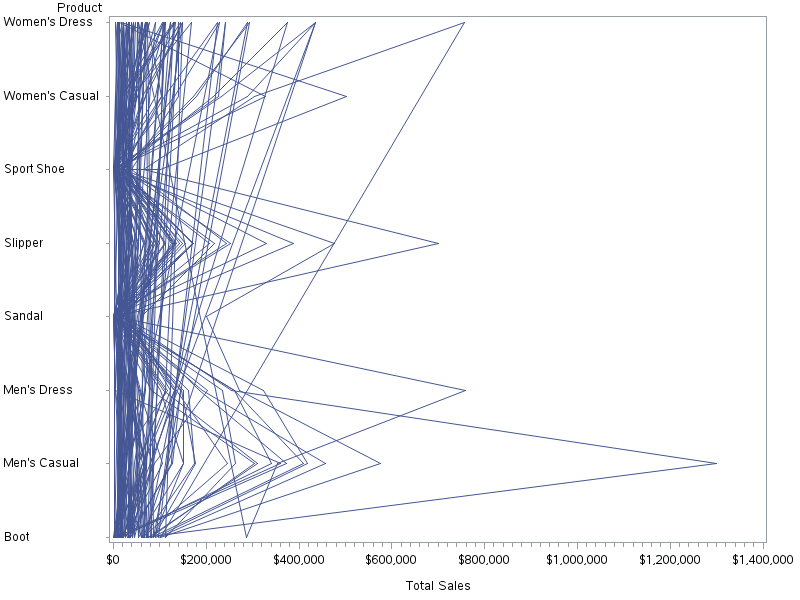 Product
Women's Dress
Women's Casual
Sport Shoe
Slipper
Sandal
Men's Dress
Men's Casual
Boot
$0 $200,000 $400,000 $600,000 $800,000 $1,000,000 $1,200,000 $1,400,000
Total Sales